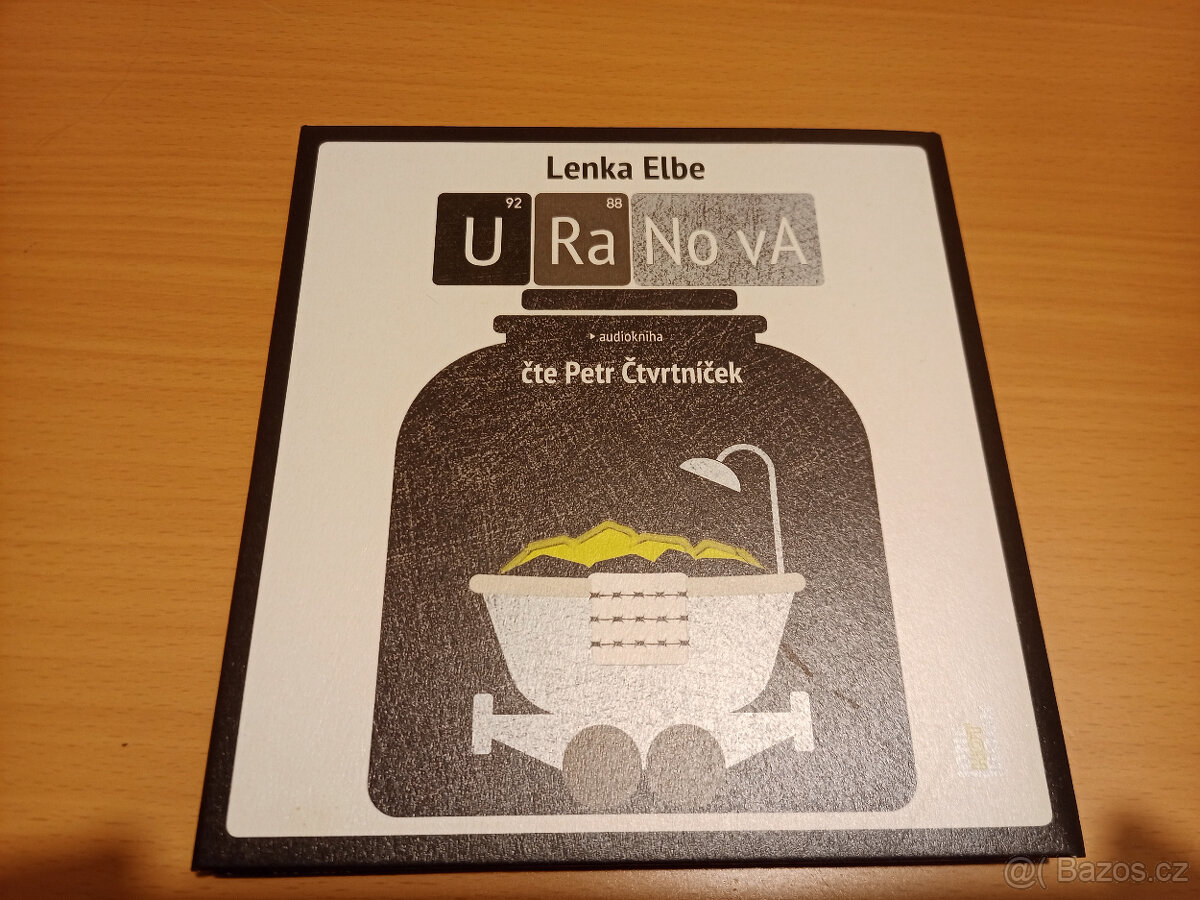 Lenka Elbe
92 88
U Ra No vA
audiokniha
čte Petr Čtvrtníček
@( Bazos.cz